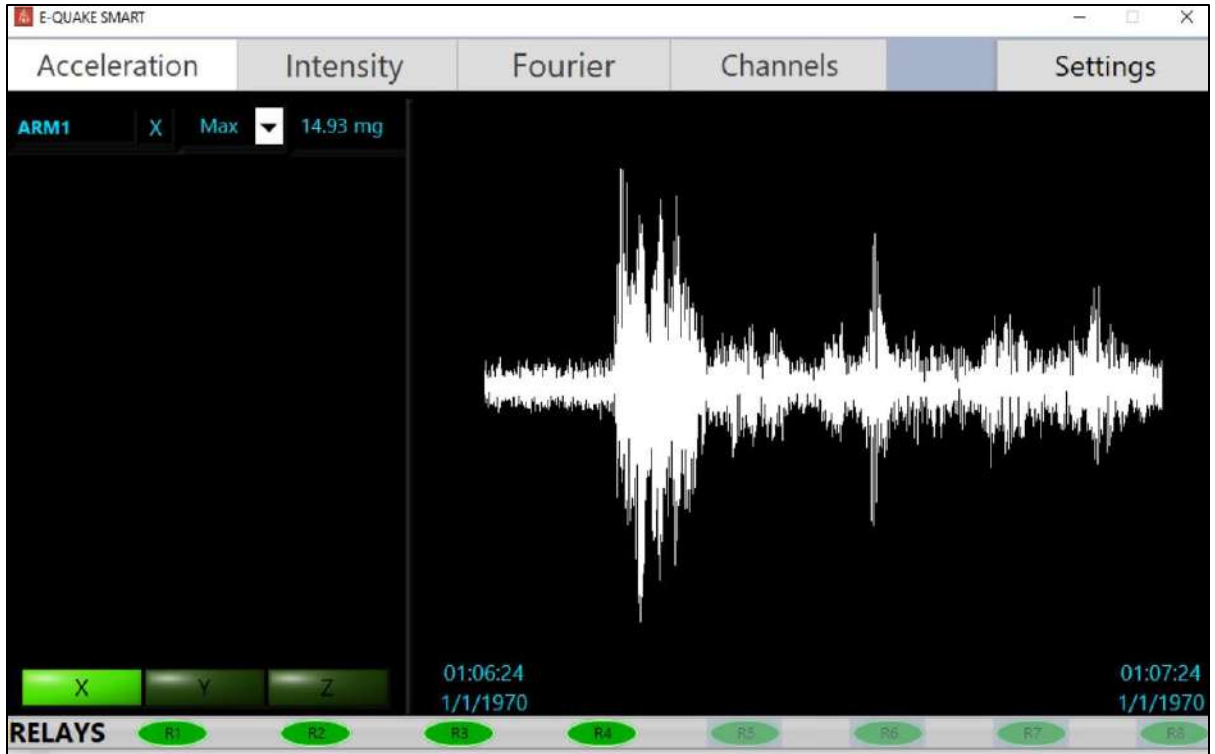 E-QUAKE SMART
Acceleration Intensity Fourier Channels Settings
ARM1 X Max 14.93 mg
X Y Z
01:06:24 01:07:24
1/1/1970 1/1/1970
RELAYS R1 R2 R3 R4 R5 R6 R7 R8